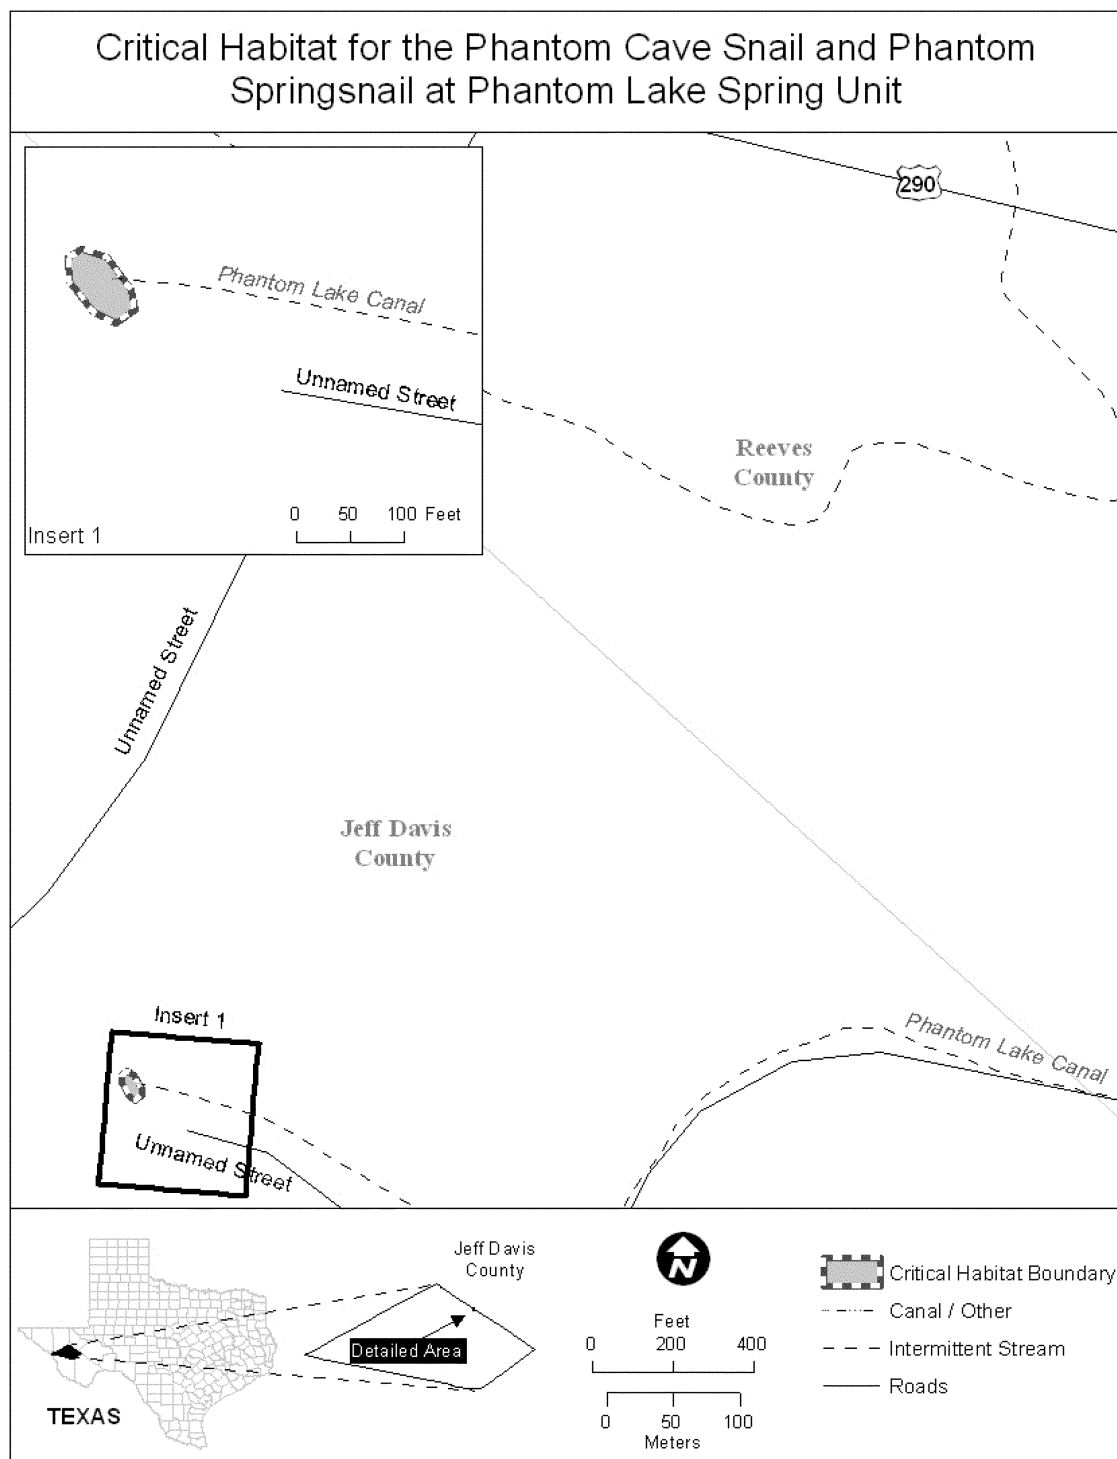 Critical Habitat for the Phantom Cave Snail and Phantom
Springsnail at Phantom Lake Spring Unit
290
Phantom Lake Canal
Unnamed Street
0 50 100 Feet
Insert 1
Reeves
County
Unnamed Street
Jeff Davis
County
Insert 1
Unnamed Street
Phantom Lake Canal
TEXAS
Jeff Davis
County
Detailed Area
N
Feet
0 200 400
0 50 100
Meters
Critical Habitat Boundary
Canal / Other
Intermittent Stream
Roads